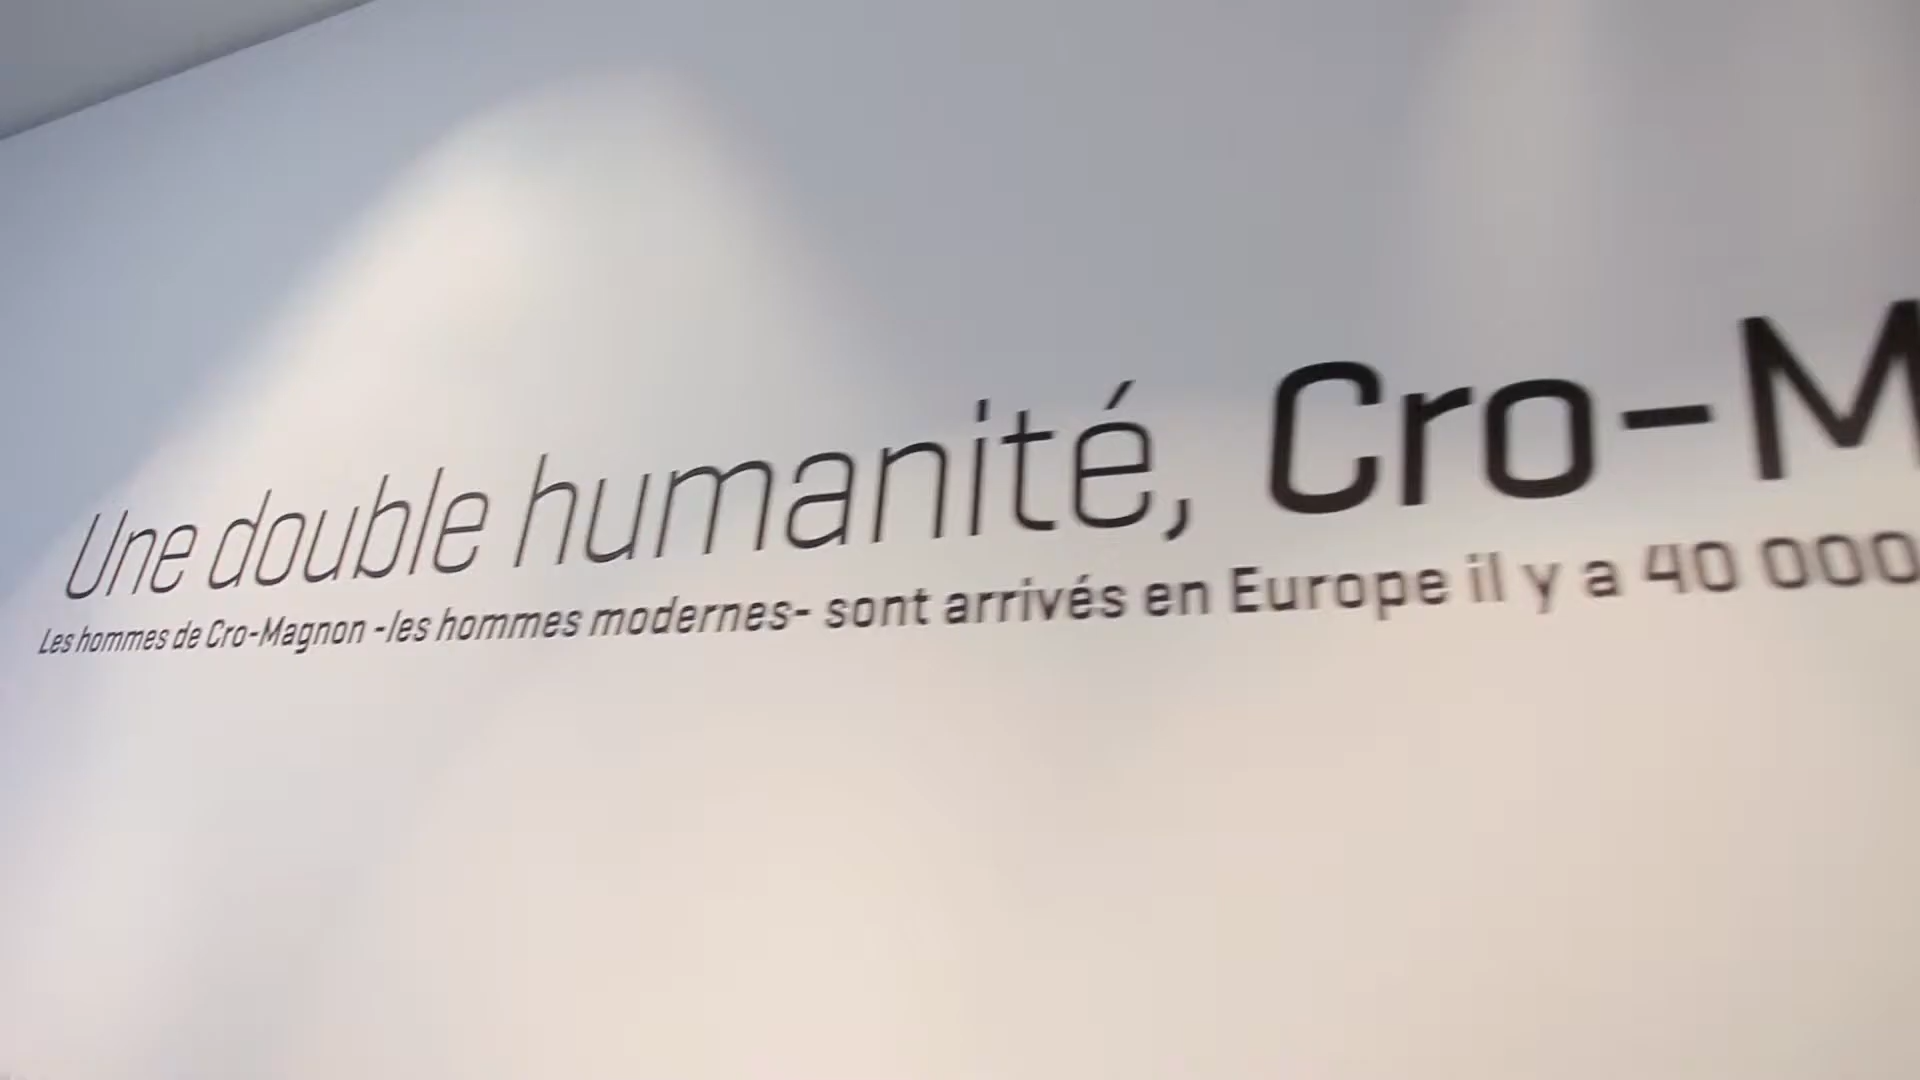 Une double humanité, Cro-M
Les hommes de Cro-Magnon -les hommes modernes- sont arrivés en Europe il y a 40 000